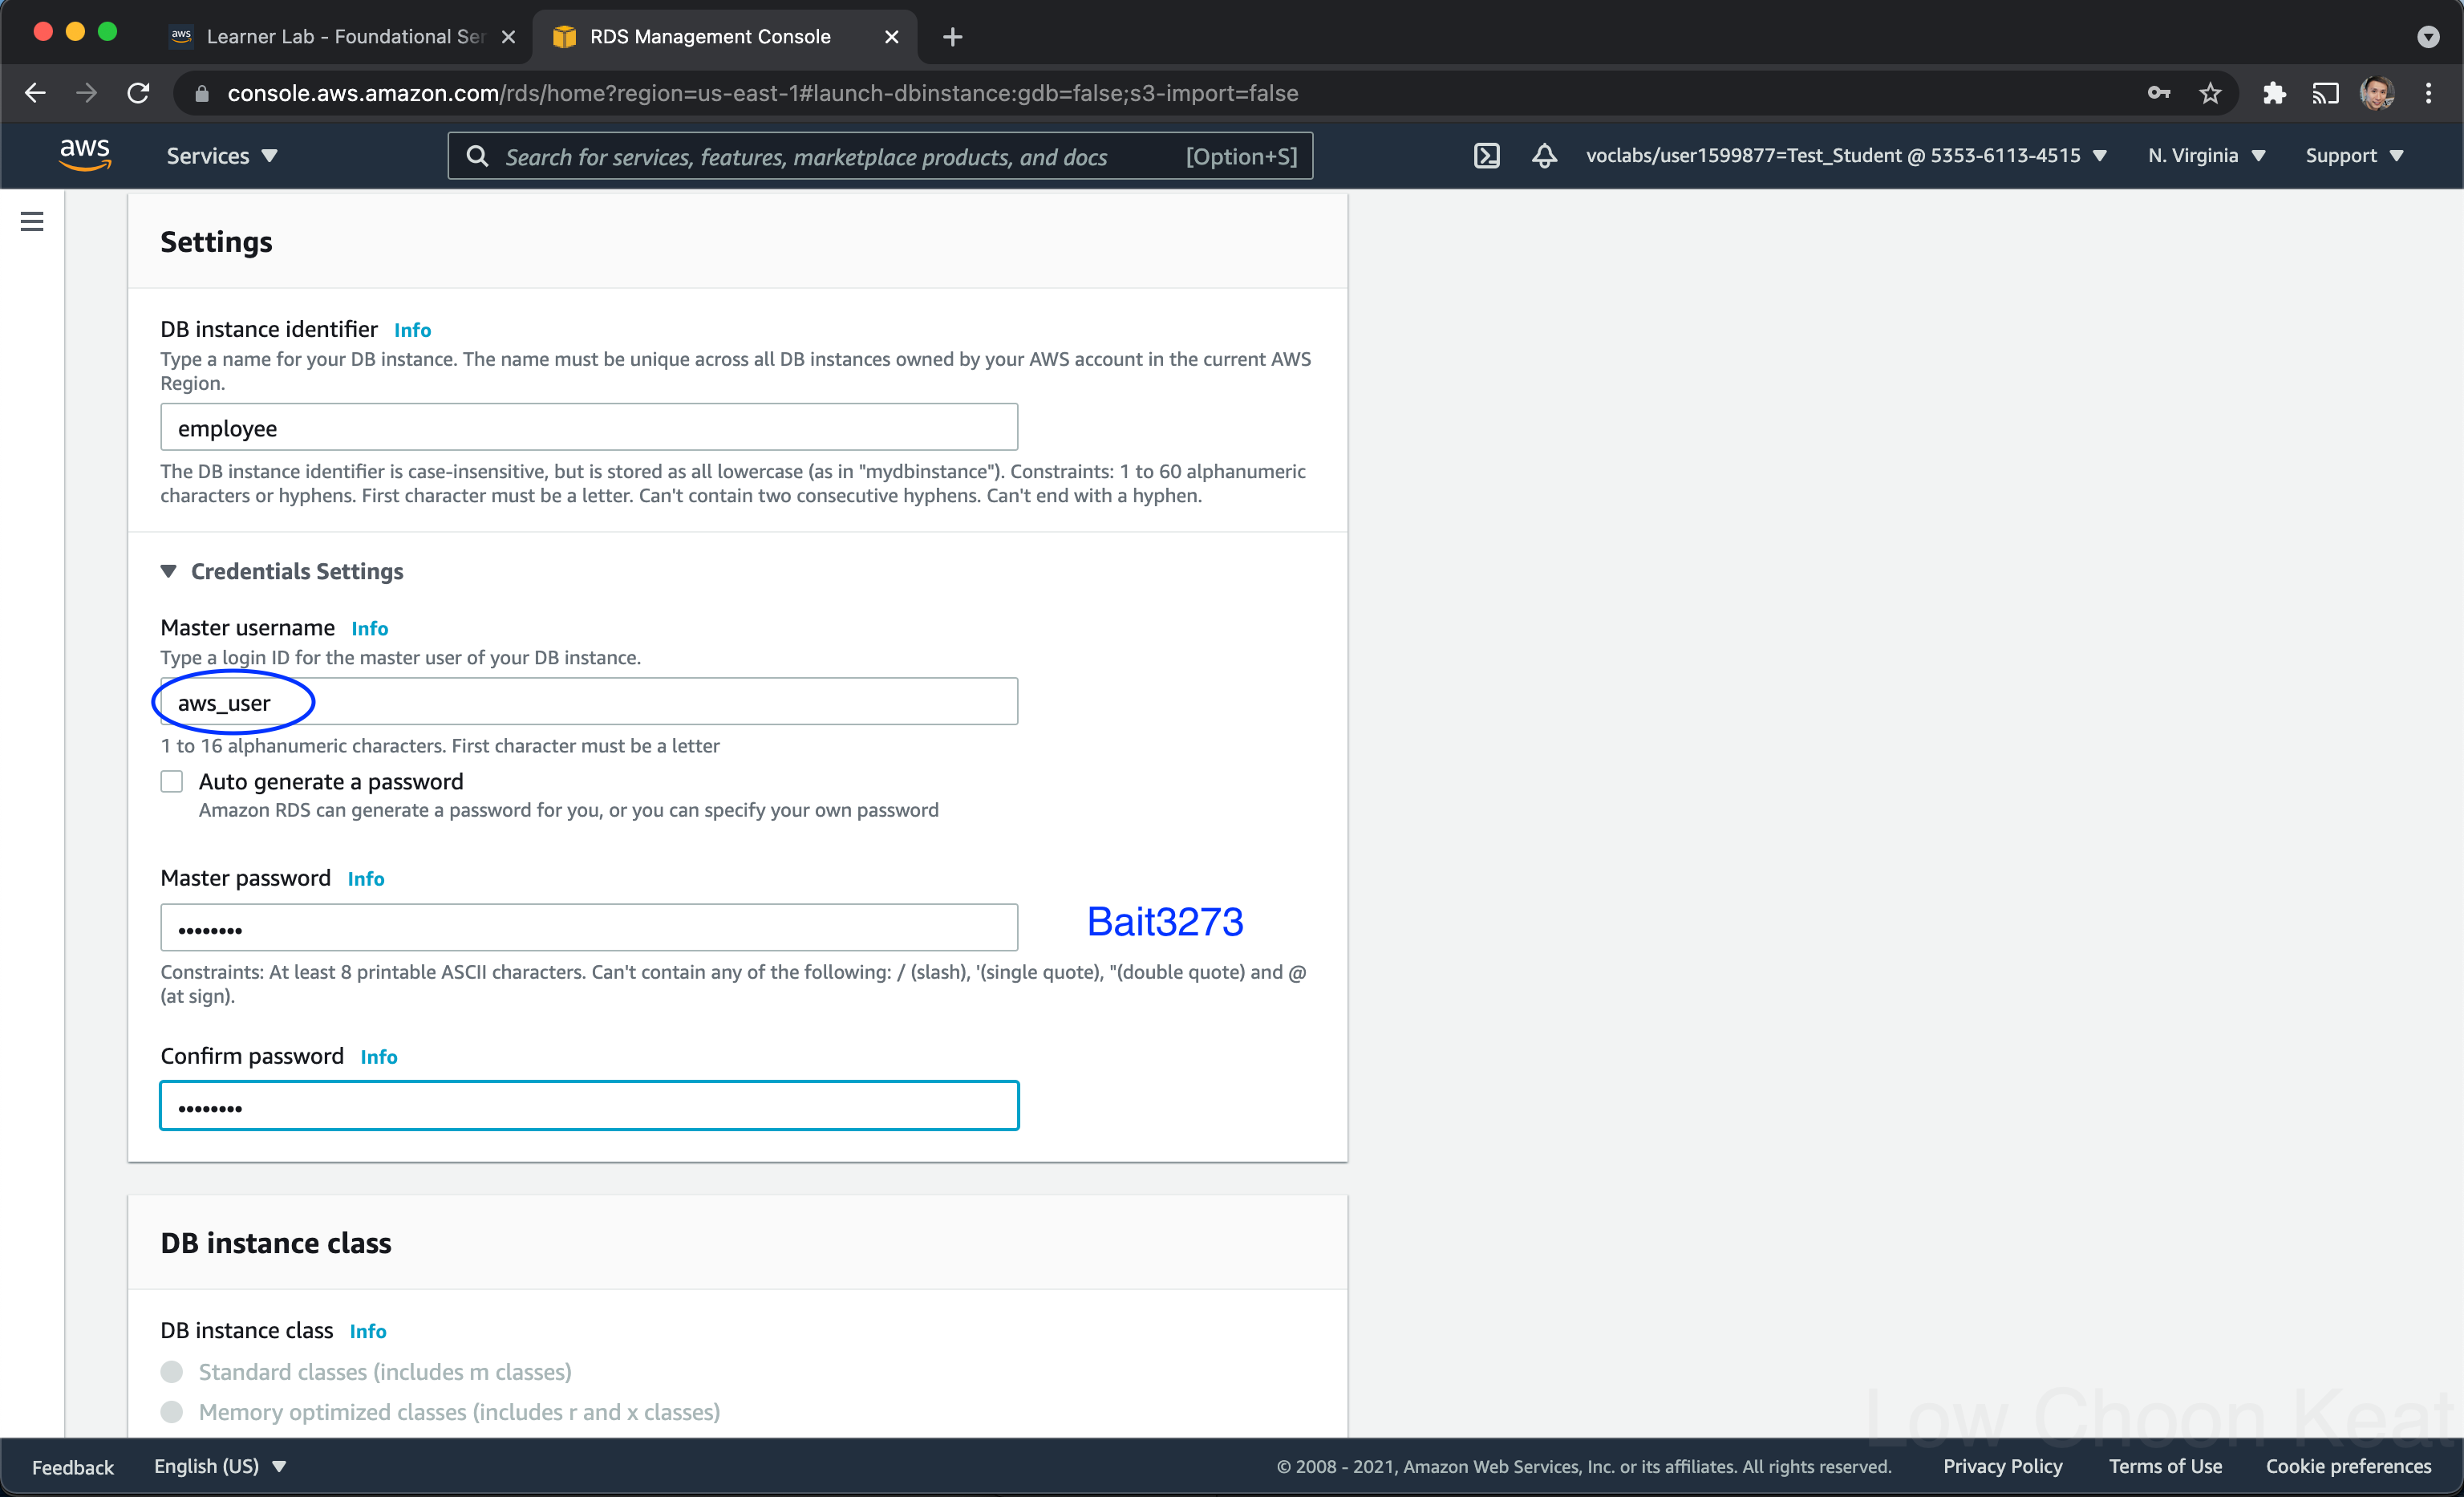 Learner Lab - Foundational Ser
RDS Management Console
console.aws.amazon.com/rds/home?region=us-east-1#launch-dbinstance:gdb=false;s3-import=false
aws
Services
Search for services, features, marketplace products, and docs
[Option+S]
voclabs/user1599877=Test_Student @ 5353-6113-4515
N. Virginia
Support
Settings
DB instance identifier Info
Type a name for your DB instance. The name must be unique across all DB instances owned by your AWS account in the current AWS
Region.
employee
The DB instance identifier is case-insensitive, but is stored as all lowercase (as in "mydbinstance"). Constraints: 1 to 60 alphanumeric
characters or hyphens. First character must be a letter. Can't contain two consecutive hyphens. Can't end with a hyphen.
Credentials Settings
Master username Info
Type a login ID for the master user of your DB instance.
aws_user
1 to 16 alphanumeric characters. First character must be a letter
Auto generate a password
Amazon RDS can generate a password for you, or you can specify your own password
Master password Info
••••••••
Bait3273
Constraints: At least 8 printable ASCII characters. Can't contain any of the following: / (slash), '(single quote), "(double quote) and @
(at sign).
Confirm password Info
••••••••
DB instance class
DB instance class Info
Standard classes (includes m classes)
Memory optimized classes (includes r and x classes)
Low Choon Keat
Feedback
English (US)
© 2008 - 2021, Amazon Web Services, Inc. or its affiliates. All rights reserved.
Privacy Policy
Terms of Use
Cookie preferences